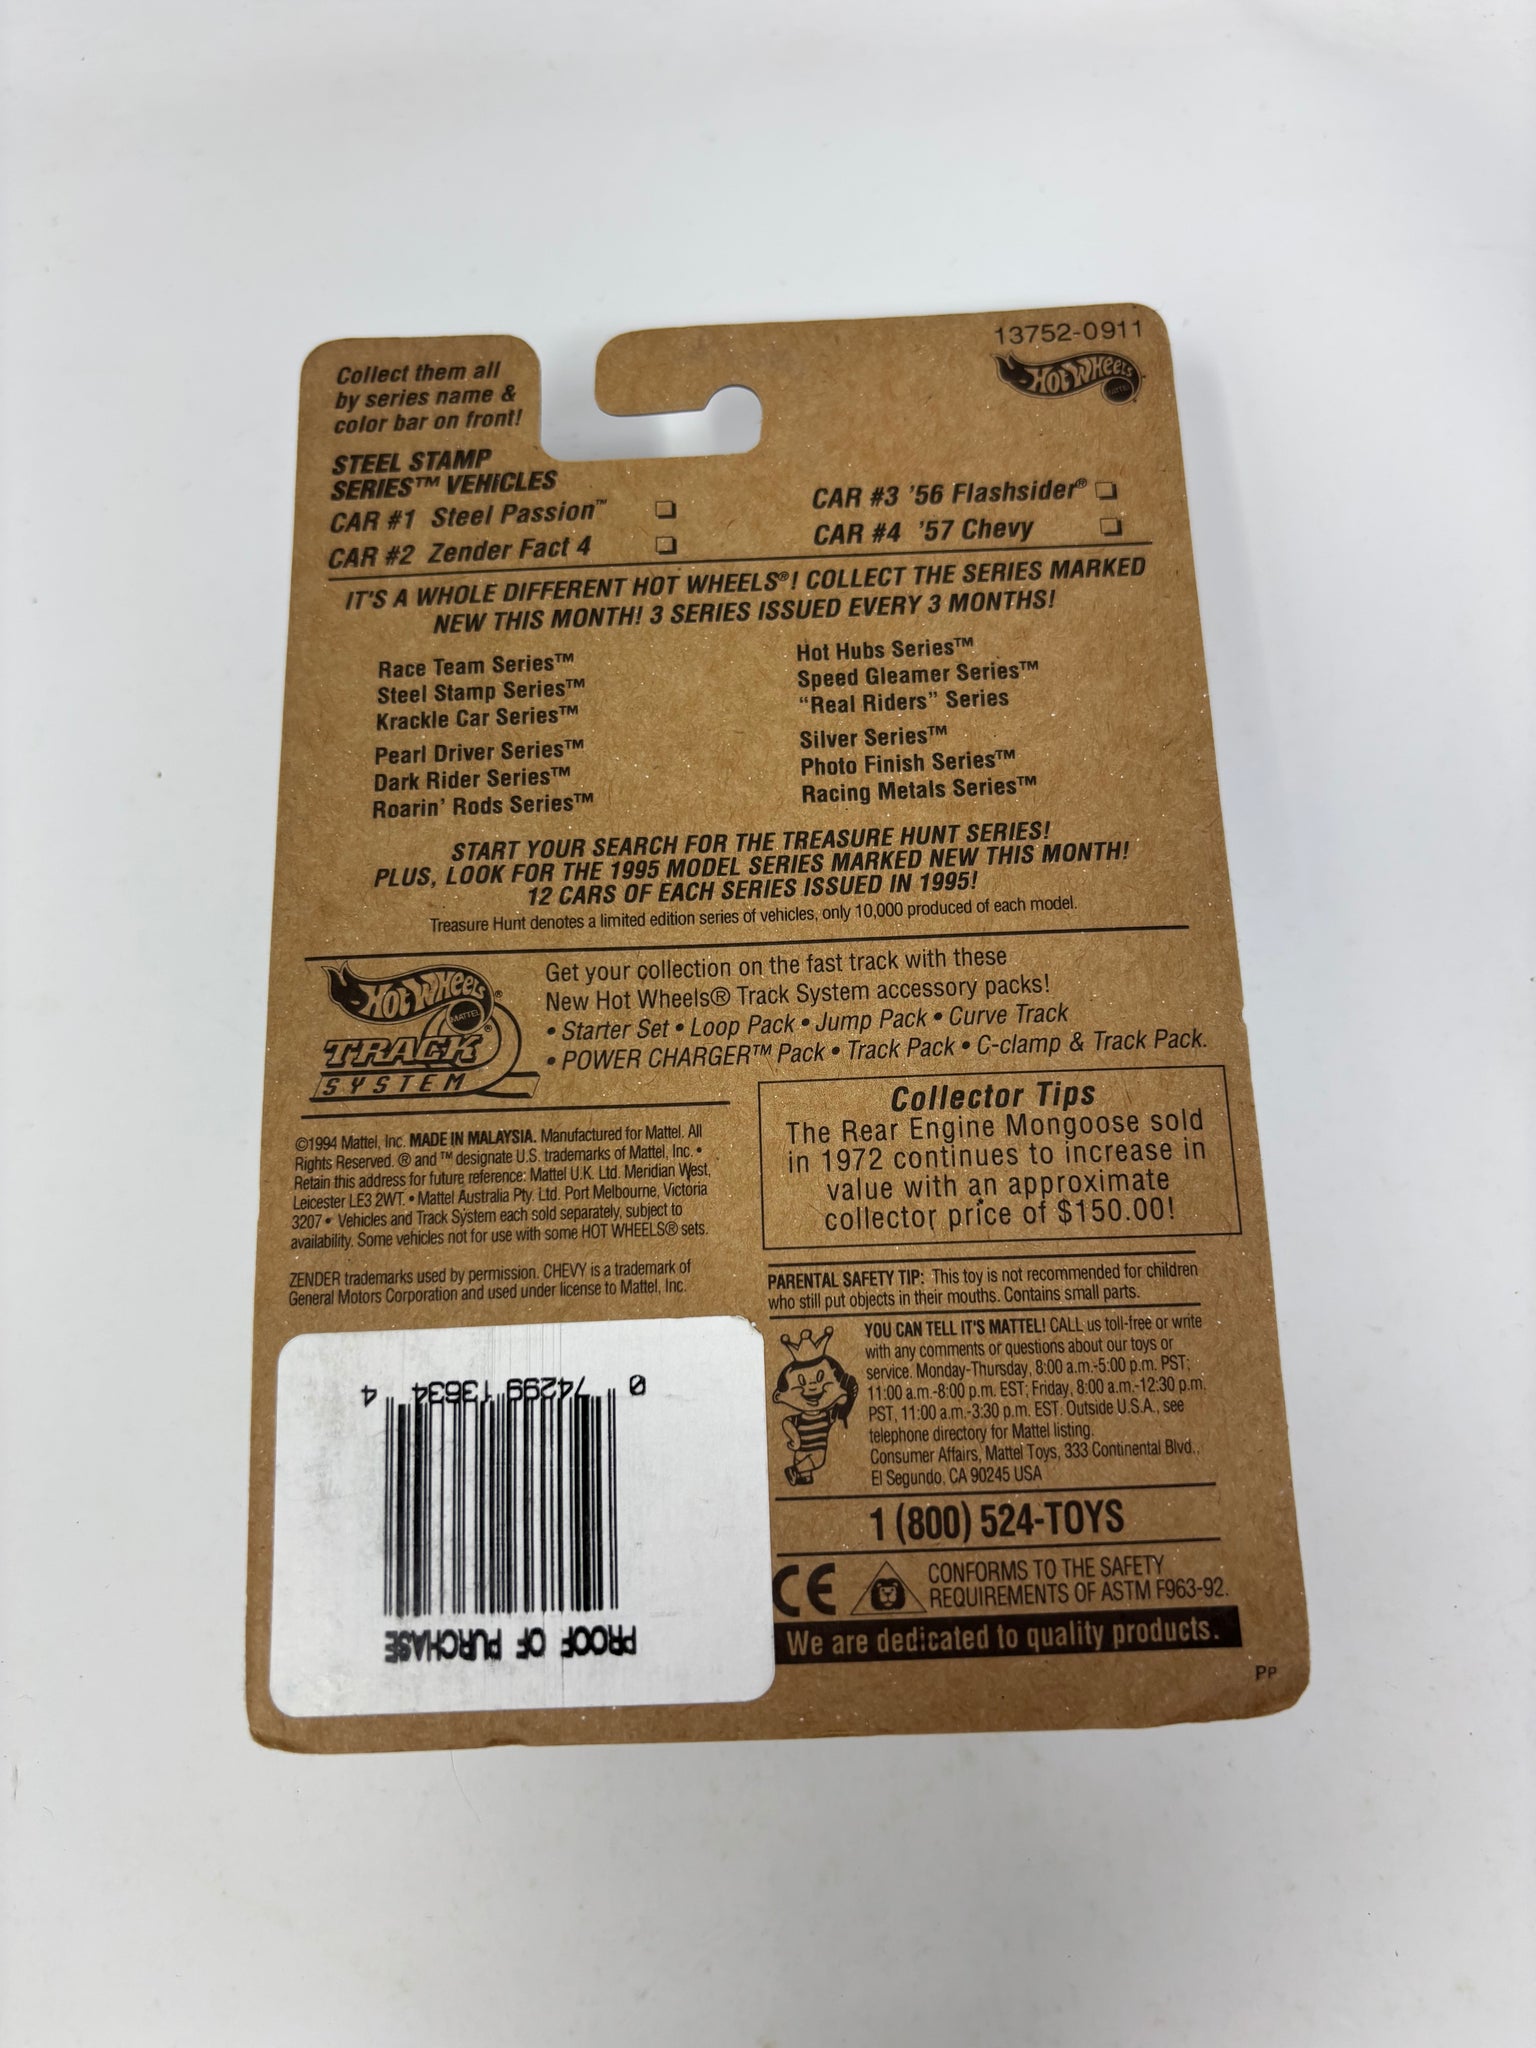 13752-0911
HOT WHEELS
MATTEL
Collect them all
by series name &
color bar on front!
STEEL STAMP
SERIES™ VEHICLES
CAR #1 Steel Passion™
CAR #2 Zender Fact 4
CAR #3 '56 Flashsider®
CAR #4 '57 Chevy
IT'S A WHOLE DIFFERENT HOT WHEELS®! COLLECT THE SERIES MARKED
NEW THIS MONTH! 3 SERIES ISSUED EVERY 3 MONTHS!
Race Team Series™
Steel Stamp Series™
Krackle Car Series™
Pearl Driver Series™
Dark Rider Series™
Roarin' Rods Series™
Hot Hubs Series™
Speed Gleamer Series™
"Real Riders" Series
Silver Series™
Photo Finish Series™
Racing Metals Series™
START YOUR SEARCH FOR THE TREASURE HUNT SERIES!
PLUS, LOOK FOR THE 1995 MODEL SERIES MARKED NEW THIS MONTH!
12 CARS OF EACH SERIES ISSUED IN 1995!
Treasure Hunt denotes a limited edition series of vehicles, only 10,000 produced of each model.
HOT WHEELS®
MATTEL®
TRACK
SYSTEM
Get your collection on the fast track with these
New Hot Wheels® Track System accessory packs!
• Starter Set • Loop Pack • Jump Pack • Curve Track
• POWER CHARGER™ Pack • Track Pack • C-clamp & Track Pack.
©1994 Mattel, Inc. MADE IN MALAYSIA. Manufactured for Mattel. All
Rights Reserved. ® and ™ designate U.S. trademarks of Mattel, Inc. •
Retain this address for future reference: Mattel U.K. Ltd. Meridian West,
Leicester LE3 2WT. • Mattel Australia Pty. Ltd. Port Melbourne, Victoria
3207 • Vehicles and Track System each sold separately, subject to
availability. Some vehicles not for use with some HOT WHEELS® sets.
ZENDER trademarks used by permission. CHEVY is a trademark of
General Motors Corporation and used under license to Mattel, Inc.
Collector Tips
The Rear Engine Mongoose sold
in 1972 continues to increase in
value with an approximate
collector price of $150.00!
PARENTAL SAFETY TIP: This toy is not recommended for children
who still put objects in their mouths. Contains small parts.
YOU CAN TELL IT'S MATTEL! CALL us toll-free or write
with any comments or questions about our toys or
service. Monday-Thursday, 8:00 a.m.-5:00 p.m. PST;
11:00 a.m.-8:00 p.m. EST; Friday, 8:00 a.m.-12:30 p.m.
PST, 11:00 a.m.-3:30 p.m. EST. Outside U.S.A., see
telephone directory for Mattel listing.
Consumer Affairs, Mattel Toys, 333 Continental Blvd.,
El Segundo, CA 90245 USA
1 (800) 524-TOYS
CE
CONFORMS TO THE SAFETY
REQUIREMENTS OF ASTM F963-92.
We are dedicated to quality products.
PP
PROOF OF PURCHASE
0 74299 13634 4